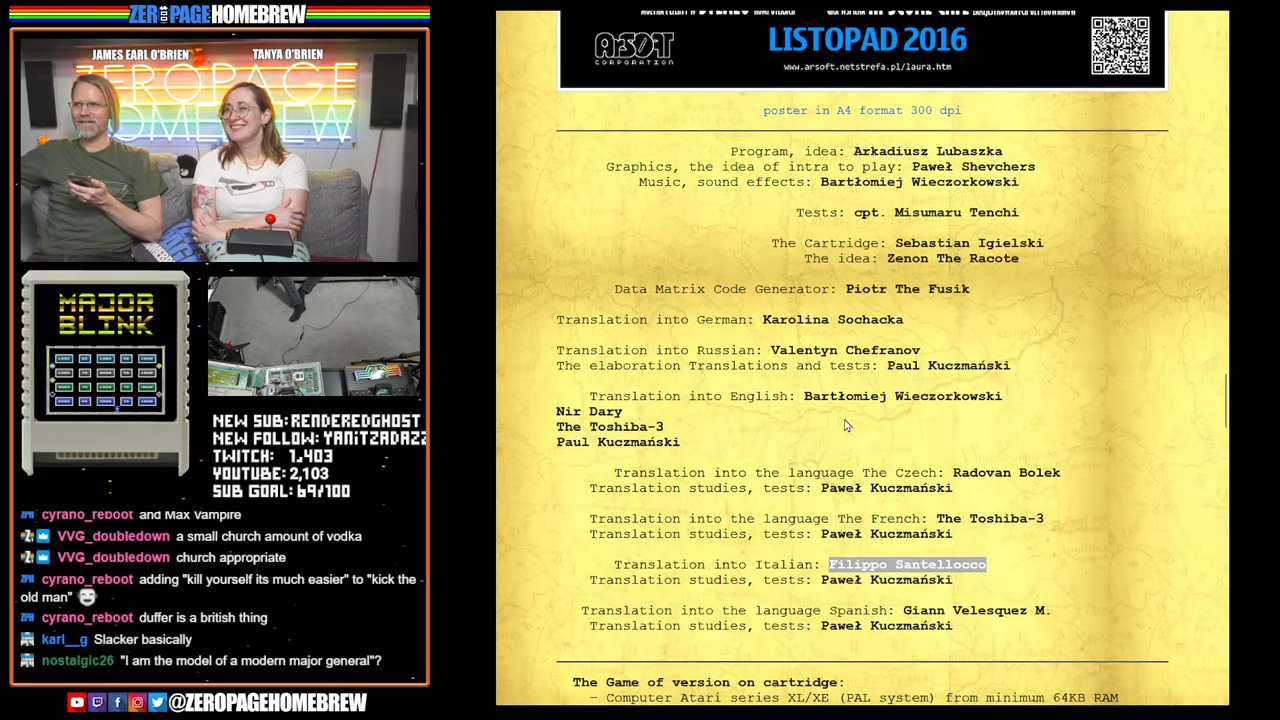 ZEROPAGE HOMEBREW
JAMES EARL O'BRIEN
TANYA O'BRIEN
ZEROPAGE
HOMEBREW
MAJOR
BLINK
NEW SUB: RENDEREDGHOST
NEW FOLLOW: YANITZADAZZ
TWITCH: 1,403
YOUTUBE: 2,103
SUB GOAL: 69/100
cyrano_reboot and Max Vampire
VVG_doubledown a small church amount of vodka
VVG_doubledown church appropriate
cyrano_reboot adding "kill yourself its much easier" to "kick the
old man"
cyrano_reboot duffer is a british thing
karl__g Slacker basically
nostalgic26 "I am the model of a modern major general"?
@ZEROPAGEHOMEBREW
CORPORATION
LISTOPAD 2016
www.arsoft.netstrefa.pl/laura.htm
poster in A4 format 300 dpi
Program, idea: Arkadiusz Lubaszka
Graphics, the idea of intra to play: Paweł Shevchers
Music, sound effects: Bartłomiej Wieczorkowski
Tests: cpt. Misumaru Tenchi
The Cartridge: Sebastian Igielski
The idea: Zenon The Racote
Data Matrix Code Generator: Piotr The Fusik
Translation into German: Karolina Sochacka
Translation into Russian: Valentyn Chefranov
The elaboration Translations and tests: Paul Kuczmański
Translation into English: Bartłomiej Wieczorkowski
Nir Dary
The Toshiba-3
Paul Kuczmański
Translation into the language The Czech: Radovan Bolek
Translation studies, tests: Paweł Kuczmański
Translation into the language The French: The Toshiba-3
Translation studies, tests: Paweł Kuczmański
Translation into Italian: Filippo Santellocco
Translation studies, tests: Paweł Kuczmański
Translation into the language Spanish: Giann Velesquez M.
Translation studies, tests: Paweł Kuczmański
The Game of version on cartridge:
– Computer Atari series XL/XE (PAL system) from minimum 64KB RAM